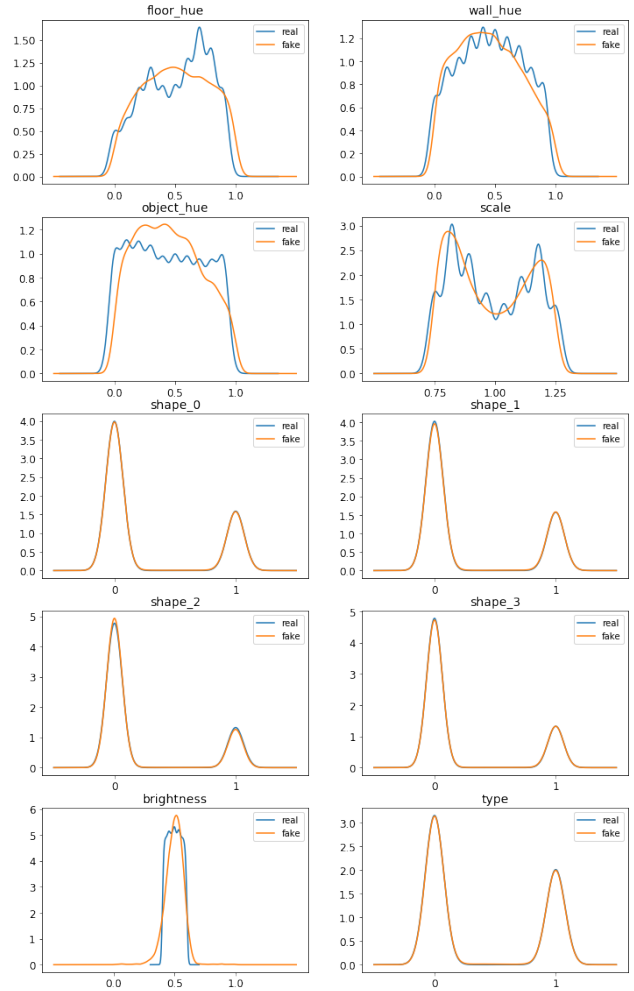 floor_hue
1.50
1.25
1.00
0.75
0.50
0.25
0.00
0.0 0.5 1.0
real
fake
wall_hue
1.2
1.0
0.8
0.6
0.4
0.2
0.0
0.0 0.5 1.0
real
fake
object_hue
1.2
1.0
0.8
0.6
0.4
0.2
0.0
0.0 0.5 1.0
real
fake
scale
3.0
2.5
2.0
1.5
1.0
0.5
0.0
0.75 1.00 1.25
real
fake
shape_0
4.0
3.5
3.0
2.5
2.0
1.5
1.0
0.5
0.0
0 1
real
fake
shape_1
4.0
3.5
3.0
2.5
2.0
1.5
1.0
0.5
0.0
0 1
real
fake
shape_2
5
4
3
2
1
0
0 1
real
fake
shape_3
5
4
3
2
1
0
0 1
real
fake
brightness
6
5
4
3
2
1
0
0.0 0.5 1.0
real
fake
type
3.0
2.5
2.0
1.5
1.0
0.5
0.0
0 1
real
fake